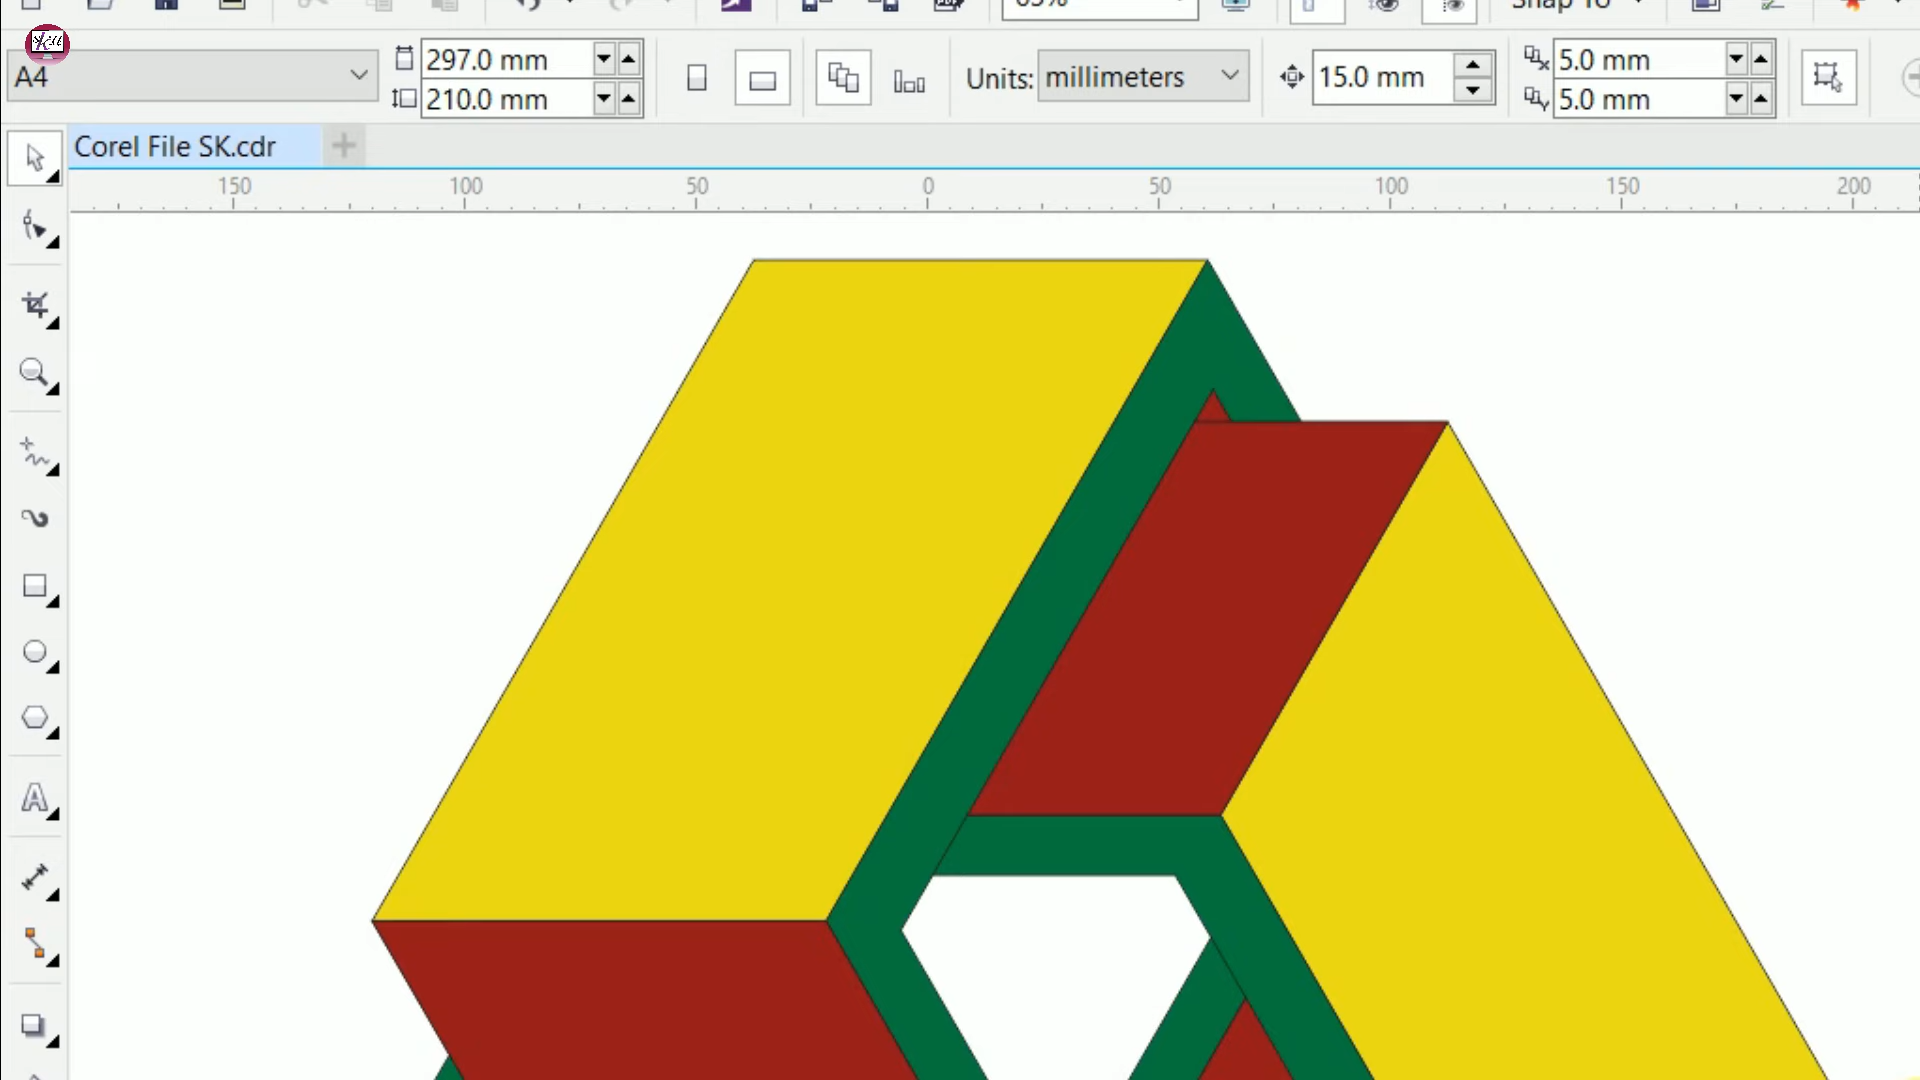 A4
297.0 mm
210.0 mm
Units: millimeters
15.0 mm
5.0 mm
5.0 mm
Corel File SK.cdr
150 100 50 0 50 100 150 200